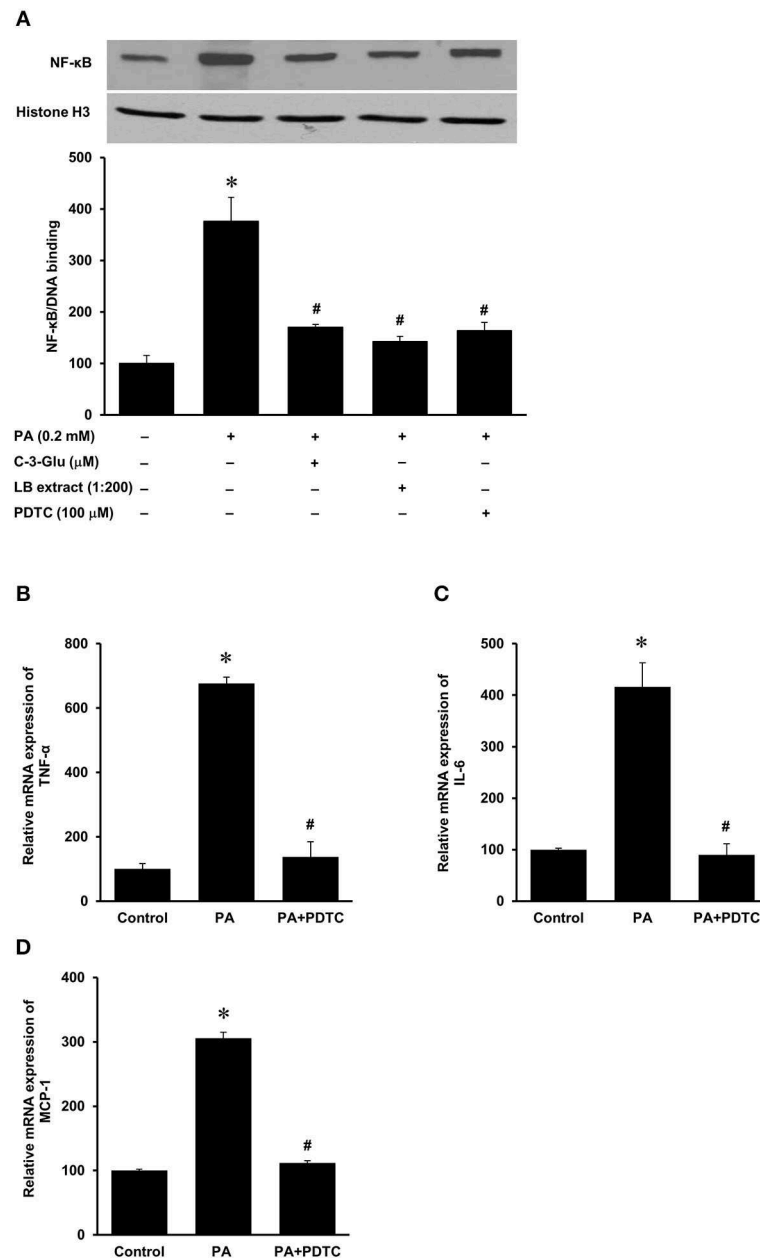 A
NF-κB
Histone H3
500
400
300
200
100
0
NF-κB/DNA binding
*
#
#
#
PA (0.2 mM) – + + + +
C-3-Glu (μM) – – + – –
LB extract (1:200) – – – + –
PDTC (100 μM) – – – – +
B
800
600
400
200
0
Relative mRNA expression of
TNF-α
*
#
Control PA PA+PDTC
C
500
400
300
200
100
0
Relative mRNA expression of
IL-6
*
#
Control PA PA+PDTC
D
400
300
200
100
0
Relative mRNA expression of
MCP-1
*
#
Control PA PA+PDTC